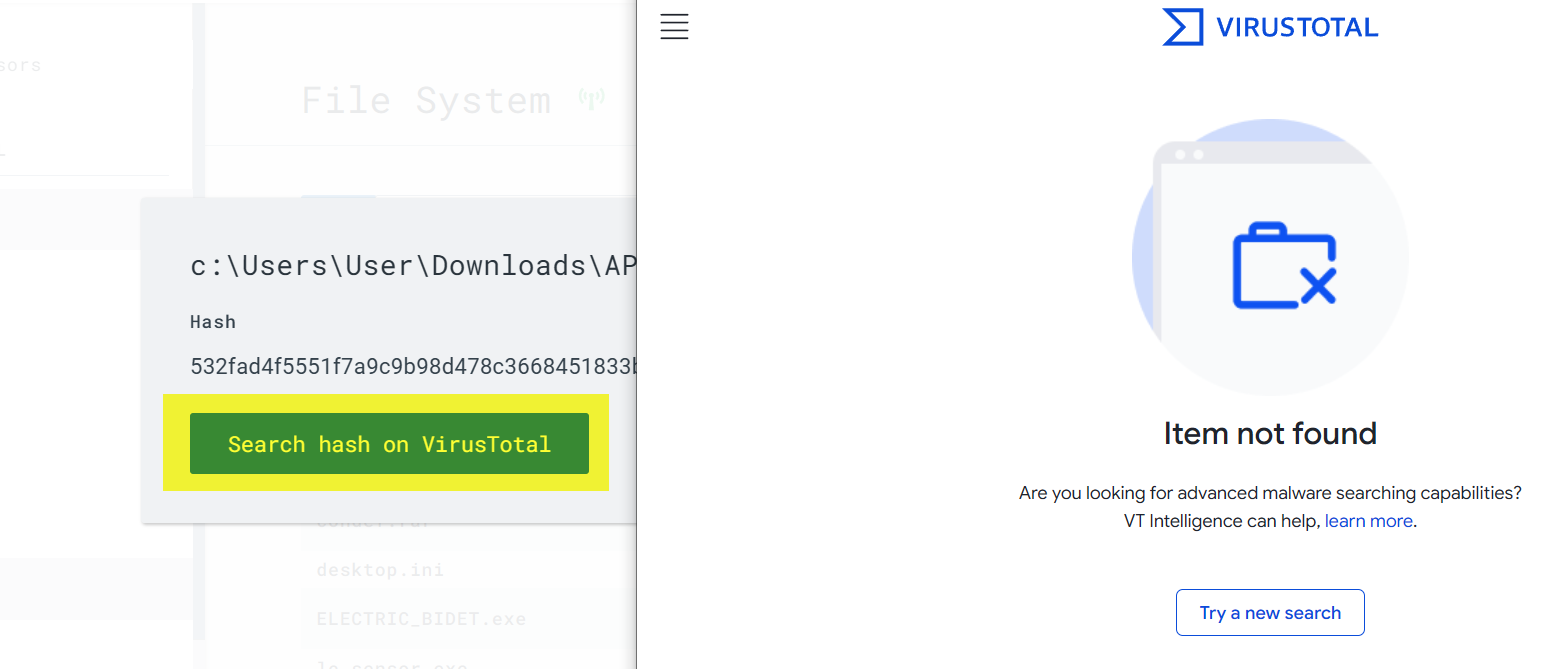 sors
File System
c:\Users\User\Downloads\AP
Hash
532fad4f5551f7a9c9b98d478c3668451833b
Search hash on VirusTotal
desktop.ini
ELECTRIC_BIDET.exe
VIRUSTOTAL
Item not found
Are you looking for advanced malware searching capabilities?
VT Intelligence can help, learn more.
Try a new search